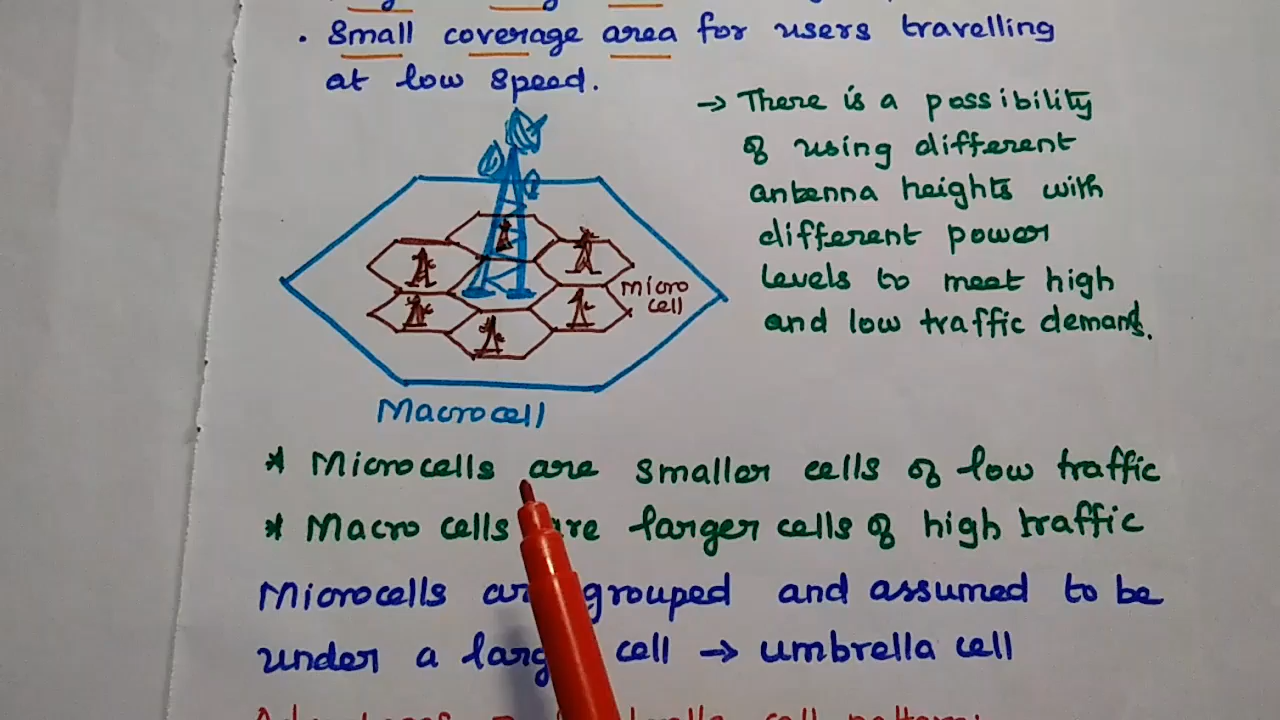 • Small coverage area for users travelling
at low speed.
→ There is a possibility
of using different
antenna heights with
different power
levels to meet high
and low traffic demand.
Micro
cell
Macrocell
* Microcells are smaller cells of low traffic
* Macro cells are larger cells of high traffic
Microcells are grouped and assumed to be
under a large cell → umbrella cell
cell pattern: